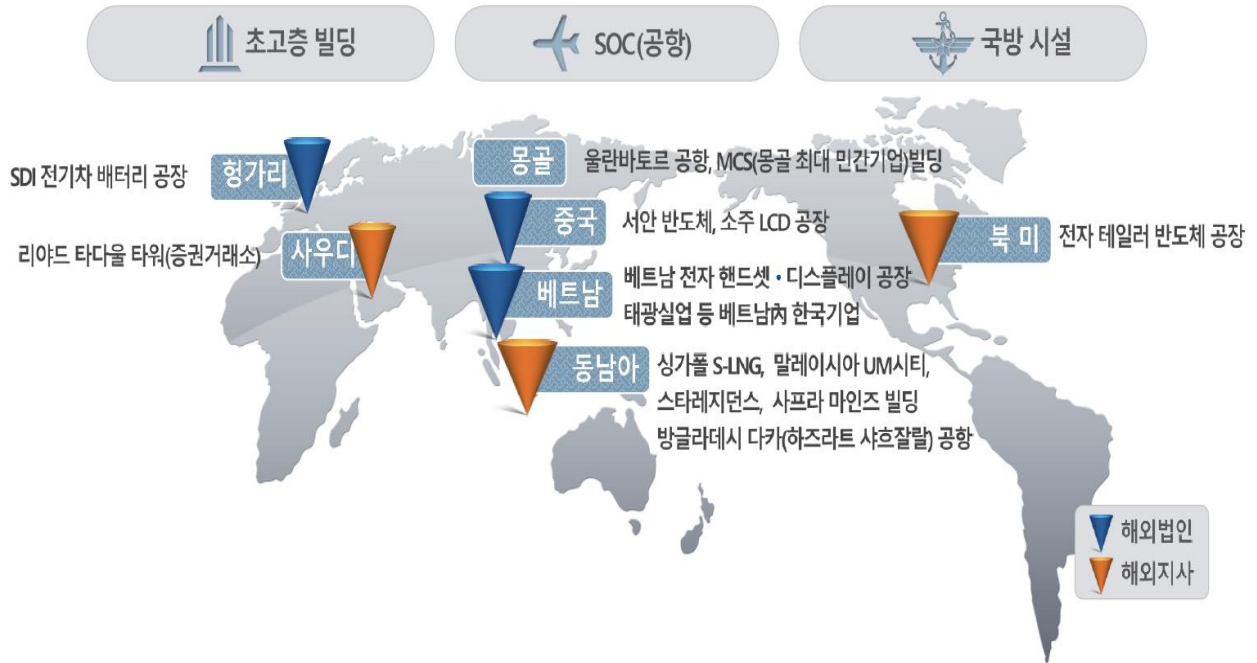 초고층 빌딩
SOC(공항)
국방 시설
SDI 전기차 배터리 공장
헝가리
몽골
울란바토르 공항, MCS(몽골 최대 민간기업)빌딩
중국
서안 반도체, 소주 LCD 공장
리야드 타다울 타워(증권거래소)
사우디
북 미
전자 테일러 반도체 공장
베트남
베트남 전자 핸드셋 • 디스플레이 공장
태광실업 등 베트남內 한국기업
동남아
싱가폴 S-LNG, 말레이시아 UM시티,
스타레지던스, 사프라 마인즈 빌딩
방글라데시 다카(하즈라트 샤흐잘랄) 공항
해외법인
해외지사